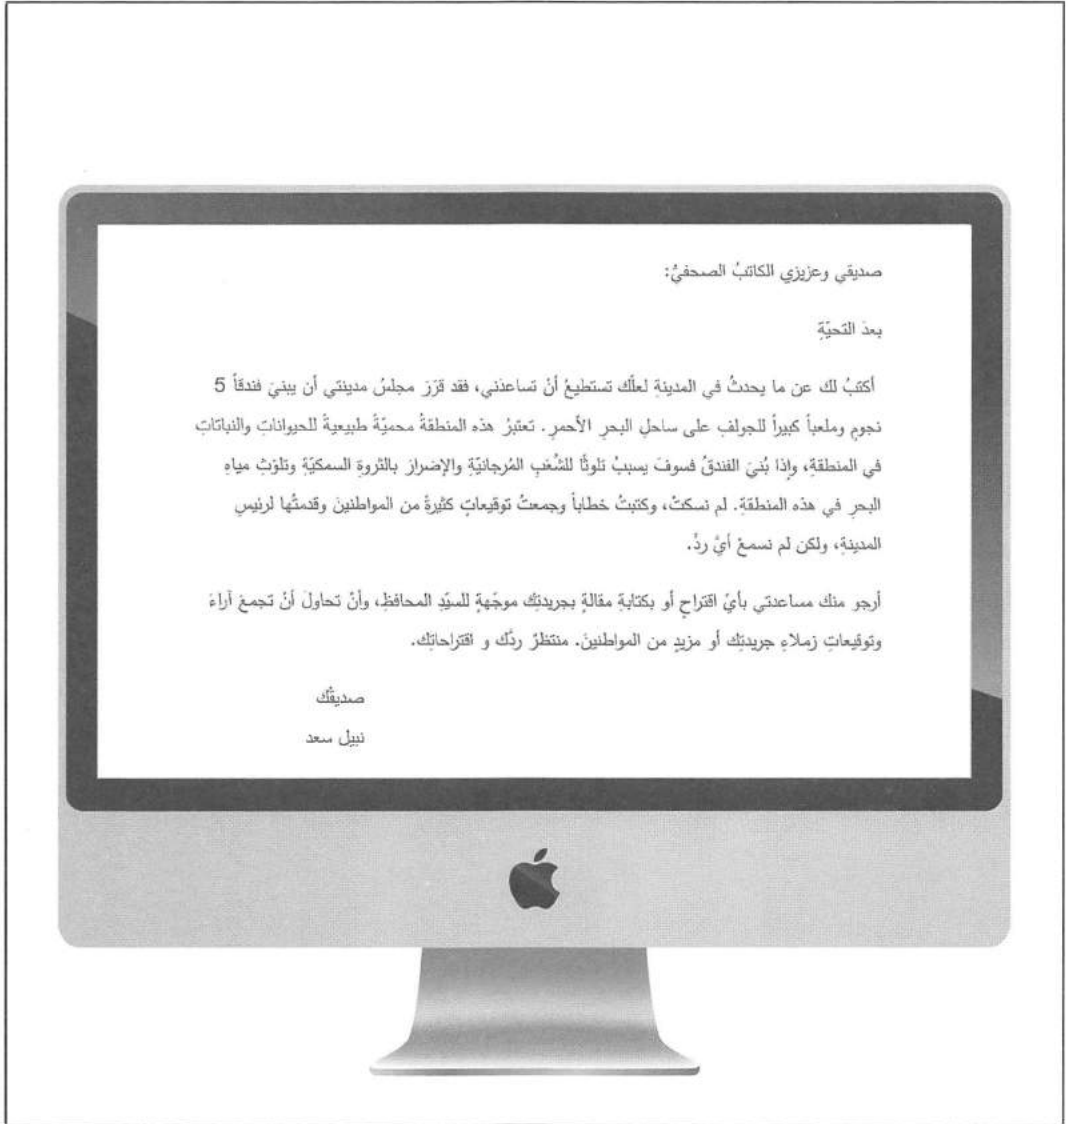 صديقي وعزيزي الكاتبُ الصحفيُّ:
بعدَ التحيّةِ
أكتبُ لك عن ما يحدثُ في المدينةِ لعلّك تستطيعُ أنْ تساعدَني، فقد قرّرَ مجلسُ مدينتي أن يبنيَ فندقاً 5
نجومٍ وملعباً كبيراً للجولفِ على ساحلِ البحرِ الأحمرِ. تعتبرُ هذه المنطقةُ محميّةً طبيعيةً للحيواناتِ والنباتاتِ
في المنطقةِ، وإذا بُنيَ الفندقُ فسوفَ يسببُ تلوثًا للشُعَبِ المُرجانيّةِ والإضرارَ بالثروةِ السمكيّةِ وتلوّثِ مياهِ
البحرِ في هذه المنطقةِ. لم نسكتْ، وكتبتُ خطاباً وجمعتُ توقيعاتٍ كثيرةً من المواطنينَ وقدمتُها لرئيسِ
المدينةِ، ولكن لم نسمعْ أيَّ ردٍّ.
أرجو منك مساعدتي بأيِّ اقتراحٍ أو بكتابةِ مقالةٍ بجريدتِك موجّهةٍ للسيّدِ المحافظِ، وأنْ تحاولَ أنْ تجمعَ آراءَ
وتوقيعاتِ زملاءِ جريدتِك أو مزيدٍ من المواطنينَ. منتظرٌ ردَّك و اقتراحاتِك.
صديقُك
نبيل سعد